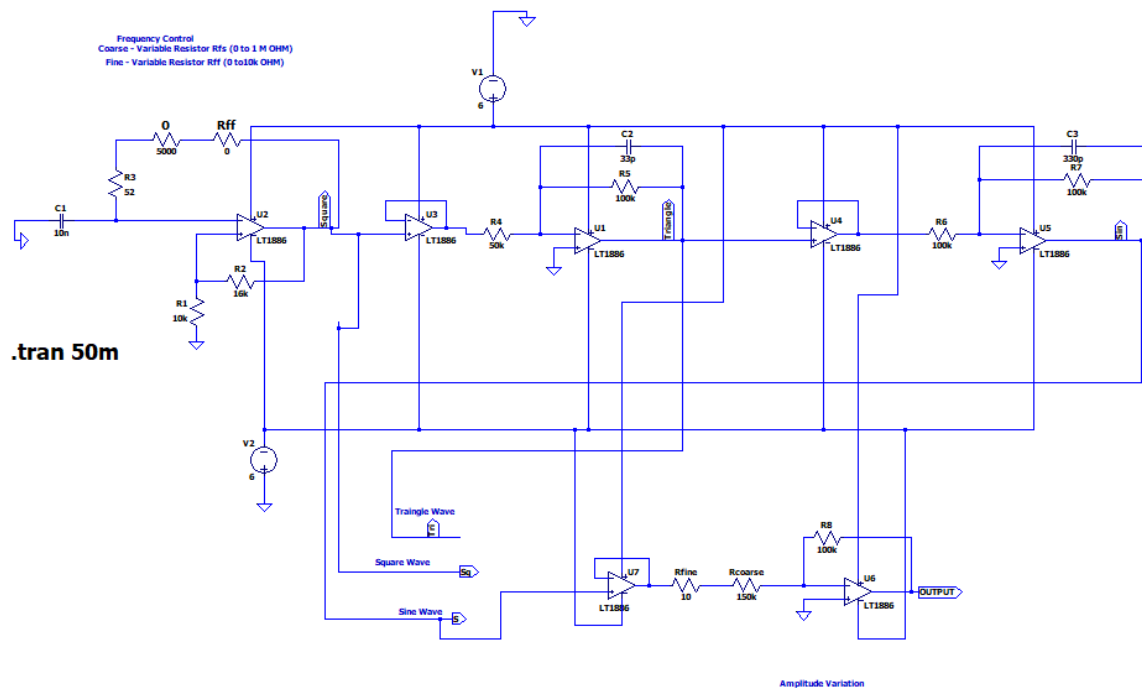 Frequency Control
Coarse - Variable Resistor Rfs (0 to 1 M OHM)
Fine - Variable Resistor Rff (0 to10k OHM)
V1
6
O
5000
Rff
0
R3
52
C1
10n
U2
LT1886
Square
R2
16k
R1
10k
U3
LT1886
R4
50k
C2
33p
R5
100k
U1
LT1886
Triangle
U4
LT1886
R6
100k
C3
330p
R7
100k
U5
LT1886
Sin
.tran 50m
V2
6
Traingle Wave
Tri
Square Wave
Sq
Sine Wave
S
U7
LT1886
Rfine
10
Rcoarse
150k
R8
100k
U6
LT1886
OUTPUT
Amplitude Variation